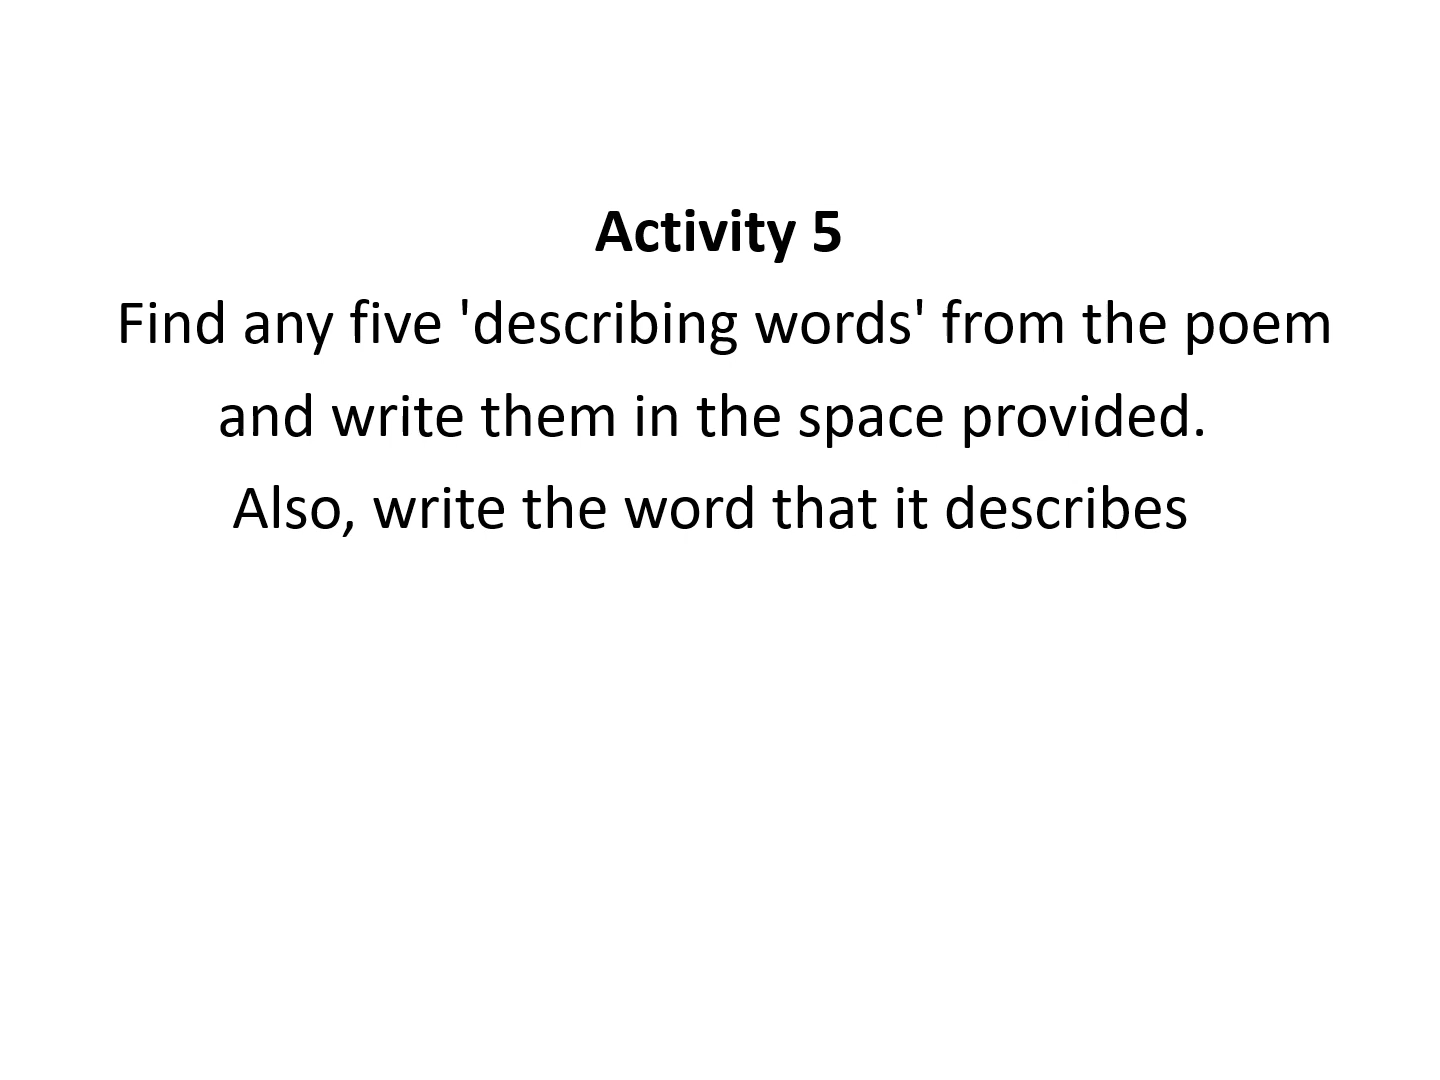 Activity 5
Find any five 'describing words' from the poem
and write them in the space provided.
Also, write the word that it describes